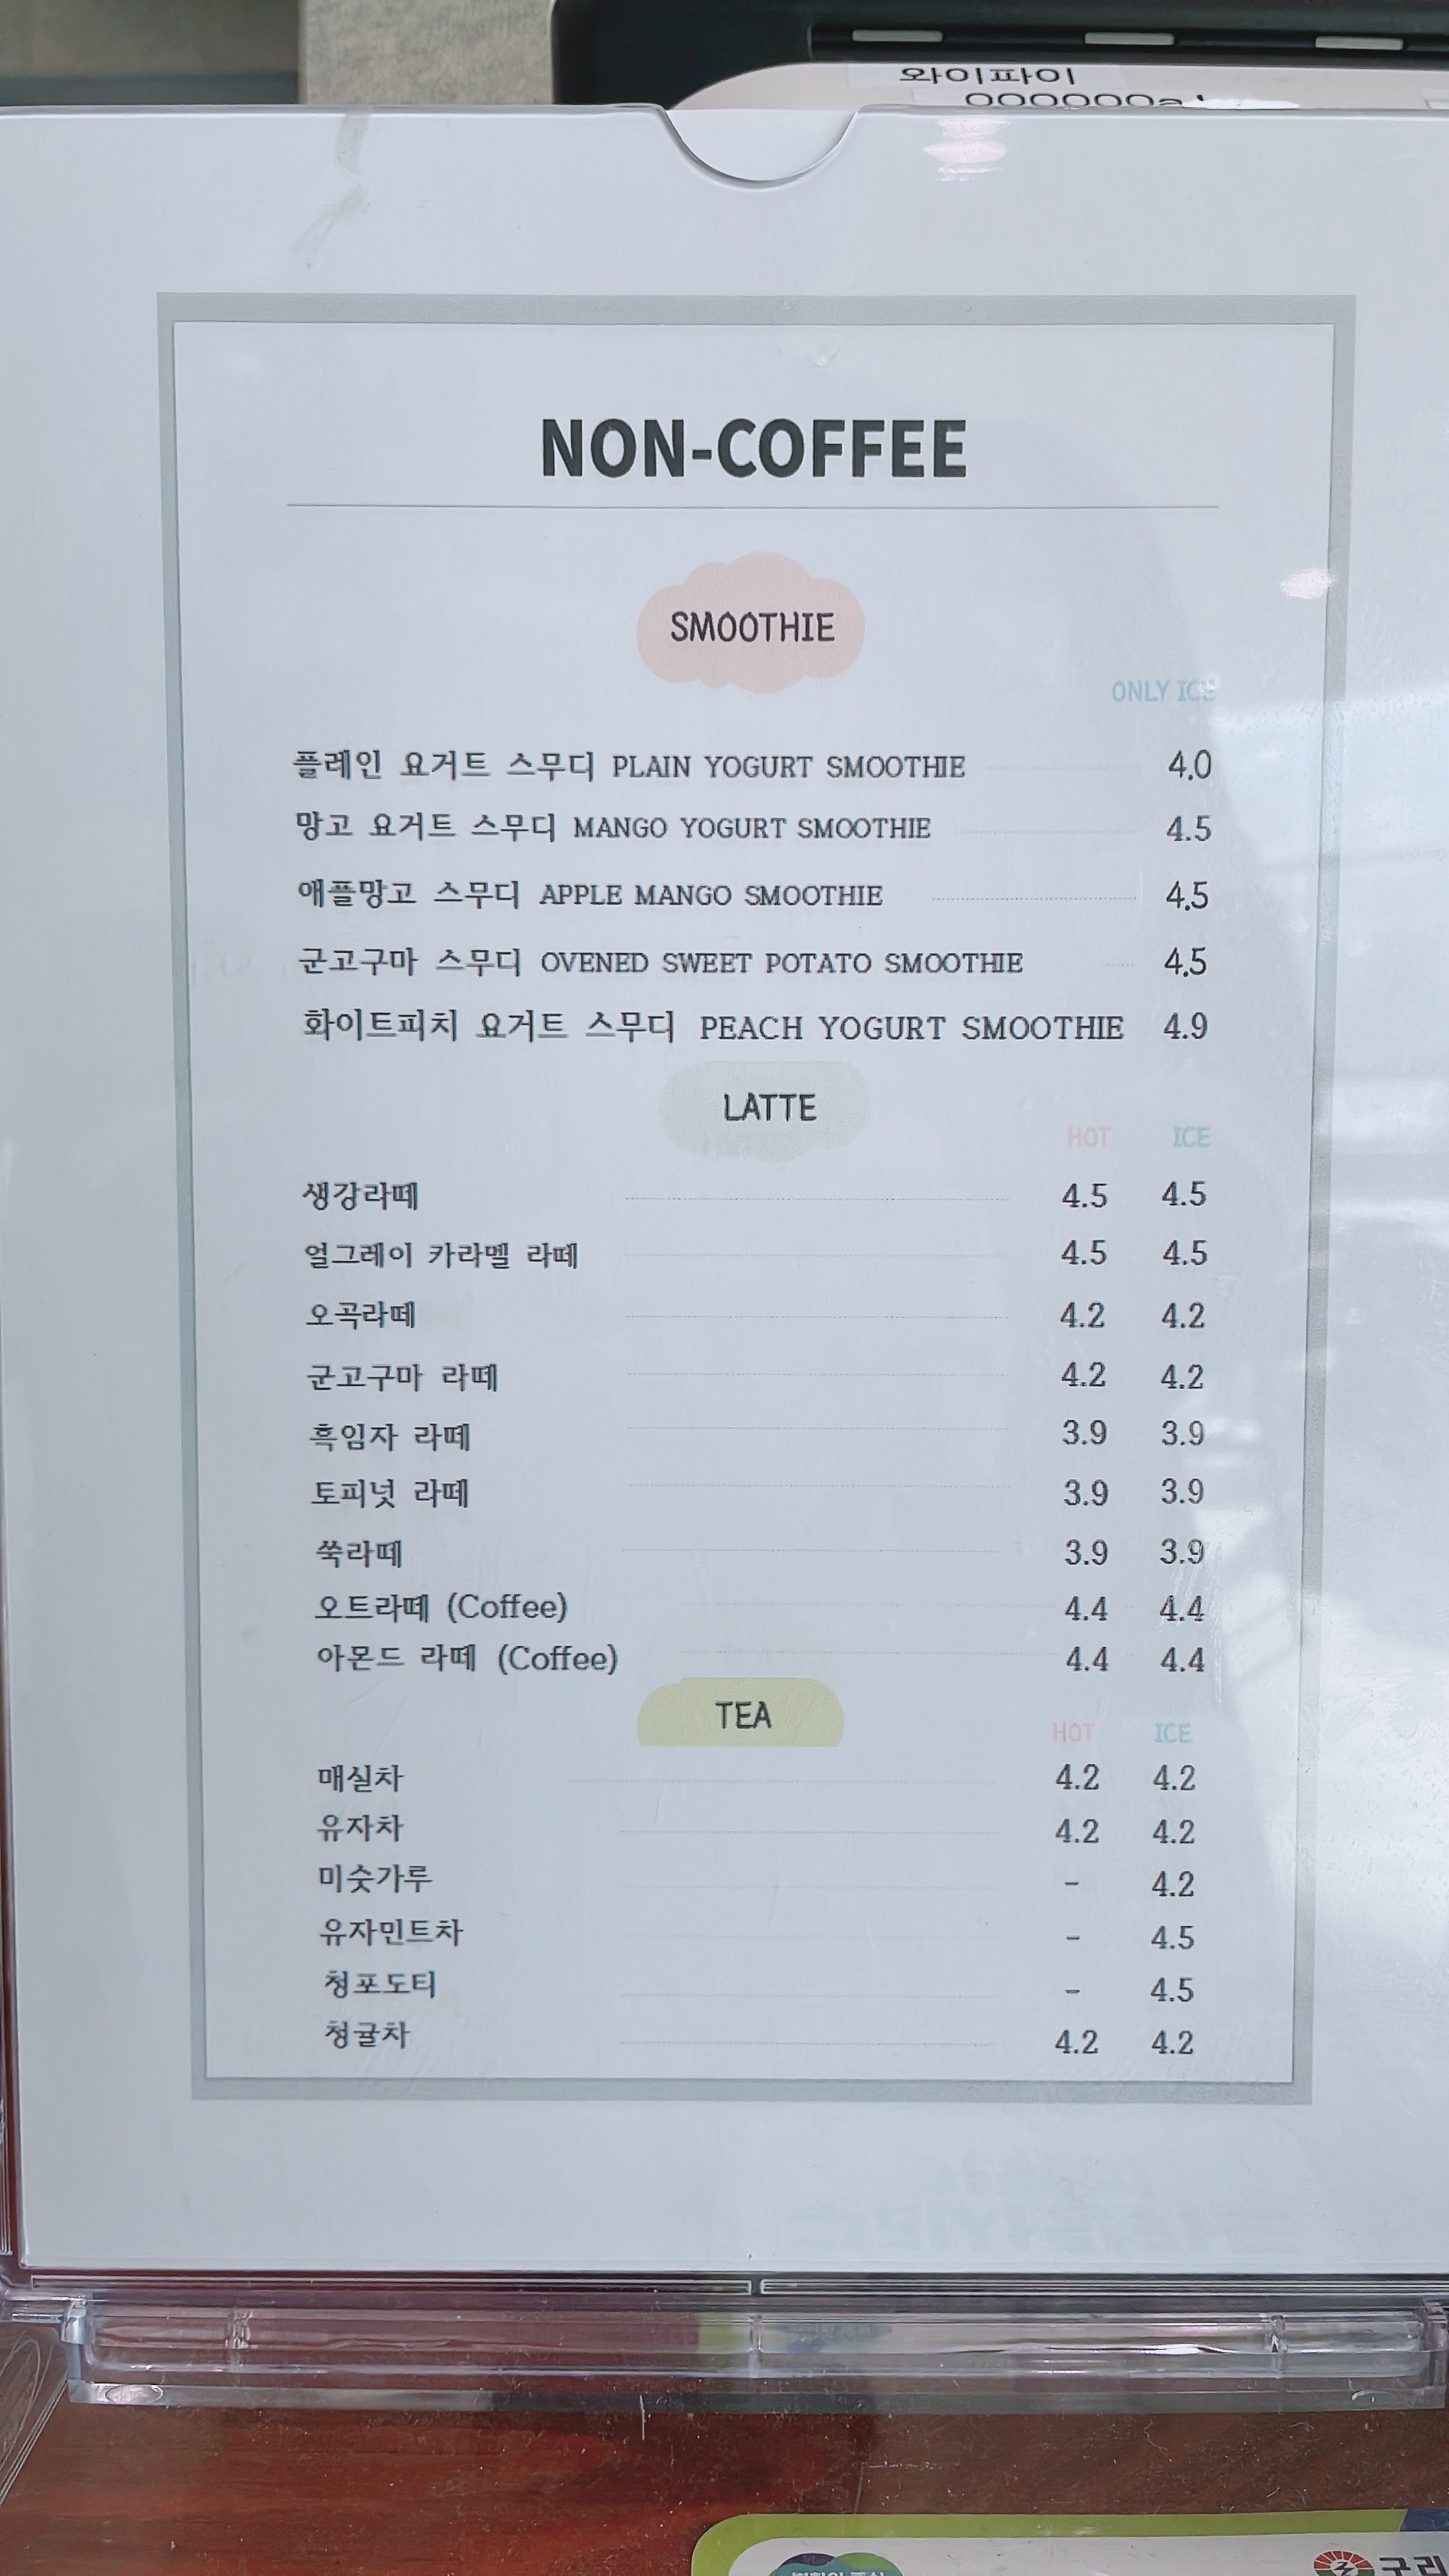 와이파이
NON-COFFEE
SMOOTHIE
ONLY ICE
플레인 요거트 스무디 PLAIN YOGURT SMOOTHIE 4.0
망고 요거트 스무디 MANGO YOGURT SMOOTHIE 4.5
애플망고 스무디 APPLE MANGO SMOOTHIE 4.5
군고구마 스무디 OVENED SWEET POTATO SMOOTHIE 4.5
화이트피치 요거트 스무디 PEACH YOGURT SMOOTHIE 4.9
LATTE
HOT ICE
생강라떼 4.5 4.5
얼그레이 카라멜 라떼 4.5 4.5
오곡라떼 4.2 4.2
군고구마 라떼 4.2 4.2
흑임자 라떼 3.9 3.9
토피넛 라떼 3.9 3.9
쑥라떼 3.9 3.9
오트라떼 (Coffee) 4.4 4.4
아몬드 라떼 (Coffee) 4.4 4.4
TEA
HOT ICE
매실차 4.2 4.2
유자차 4.2 4.2
미숫가루 - 4.2
유자민트차 - 4.5
청포도티 - 4.5
청귤차 4.2 4.2
구리